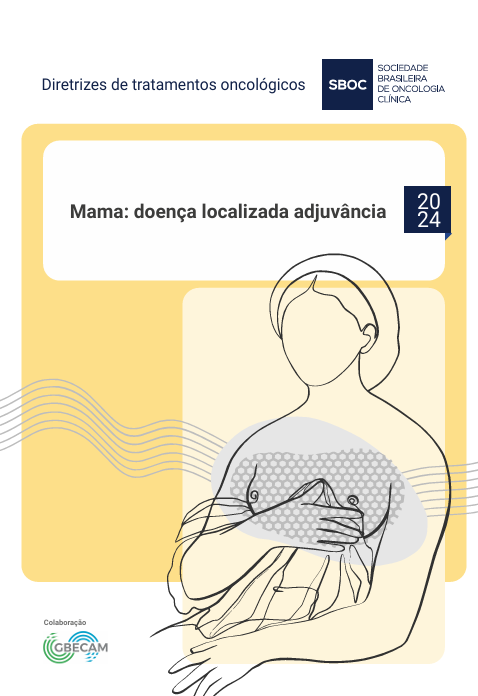 Diretrizes de tratamentos oncológicos
SBOC
SOCIEDADE
BRASILEIRA
DE ONCOLOGIA
CLÍNICA
Mama: doença localizada adjuvância
20
24
Colaboração
GBECAM